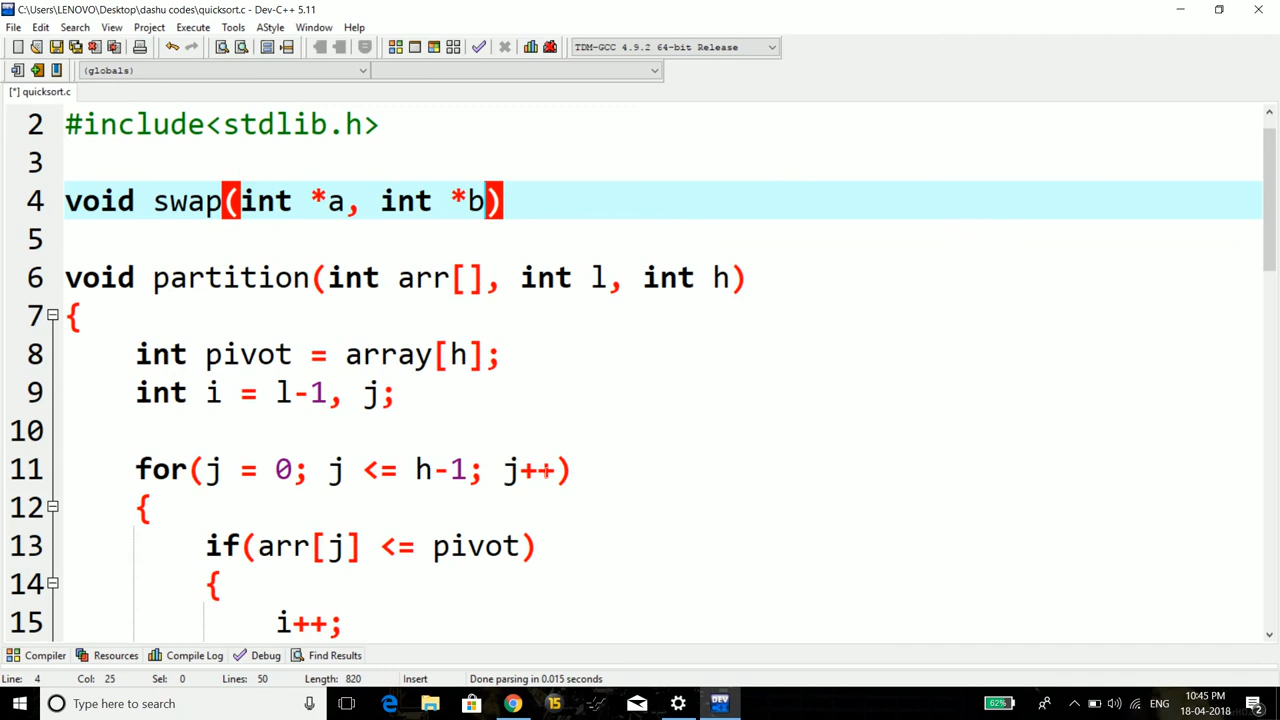 C:\Users\LENOVO\Desktop\dashu codes\quicksort.c - Dev-C++ 5.11
File Edit Search View Project Execute Tools AStyle Window Help
TDM-GCC 4.9.2 64-bit Release
(globals)
[*] quicksort.c
2 #include<stdlib.h>
3
4 void swap(int *a, int *b)
5
6 void partition(int arr[], int l, int h)
7 {
8 int pivot = array[h];
9 int i = l-1, j;
10
11 for(j = 0; j <= h-1; j++)
12 {
13 if(arr[j] <= pivot)
14 {
15 i++;
Compiler Resources Compile Log Debug Find Results
Line: 4 Col: 25 Sel: 0 Lines: 50 Length: 820 Insert Done parsing in 0.015 seconds
Type here to search 15 62% ENG 10:45 PM
18-04-2018 2